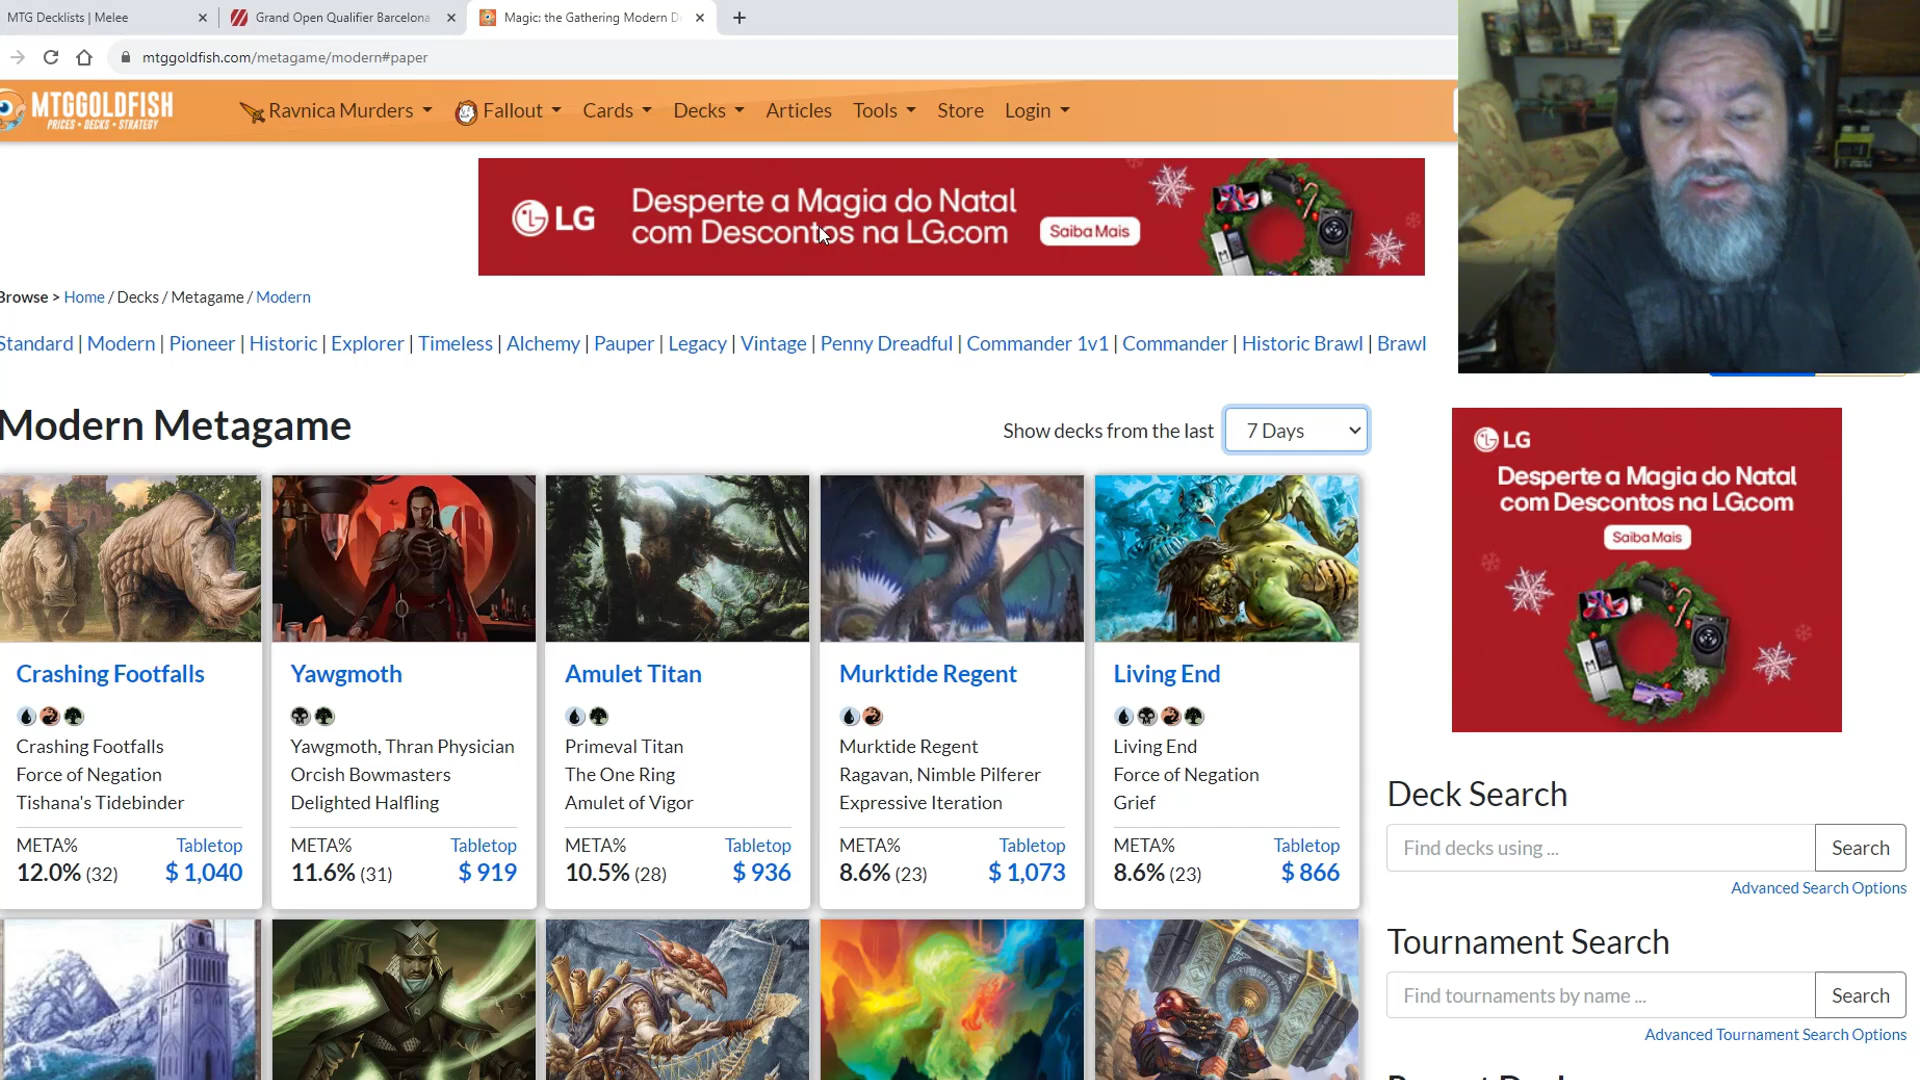 MTG Decklists | Melee
Grand Open Qualifier Barcelona
Magic: the Gathering Modern D
mtggoldfish.com/metagame/modern#paper
MTGGOLDFISH
PRICES • DECKS • STRATEGY
Ravnica Murders
Fallout
Cards
Decks
Articles
Tools
Store
Login
LG
Desperte a Magia do Natal
com Descontos na LG.com
Saiba Mais
Browse > Home / Decks / Metagame / Modern
Standard | Modern | Pioneer | Historic | Explorer | Timeless | Alchemy | Pauper | Legacy | Vintage | Penny Dreadful | Commander 1v1 | Commander | Historic Brawl | Brawl
Modern Metagame
Show decks from the last
7 Days
LG
Desperte a Magia do Natal
com Descontos na LG.com
Saiba Mais
Crashing Footfalls
Crashing Footfalls
Force of Negation
Tishana's Tidebinder
META%
Tabletop
12.0% (32)
$ 1,040
Yawgmoth
Yawgmoth, Thran Physician
Orcish Bowmasters
Delighted Halfling
META%
Tabletop
11.6% (31)
$ 919
Amulet Titan
Primeval Titan
The One Ring
Amulet of Vigor
META%
Tabletop
10.5% (28)
$ 936
Murktide Regent
Murktide Regent
Ragavan, Nimble Pilferer
Expressive Iteration
META%
Tabletop
8.6% (23)
$ 1,073
Living End
Living End
Force of Negation
Grief
META%
Tabletop
8.6% (23)
$ 866
Deck Search
Find decks using ...
Search
Advanced Search Options
Tournament Search
Find tournaments by name ...
Search
Advanced Tournament Search Options